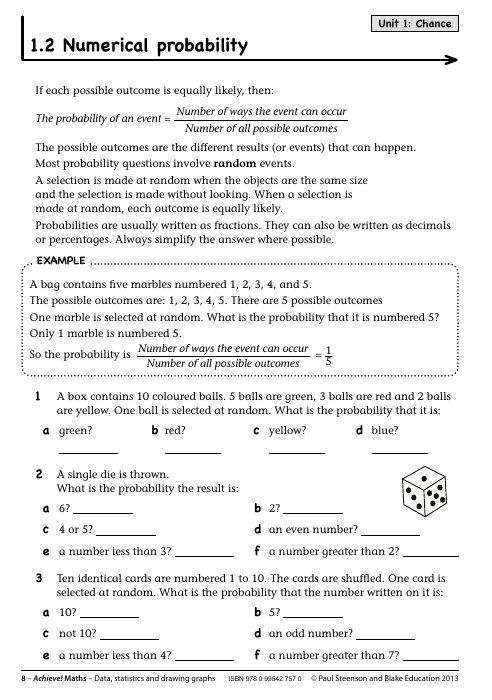 Unit 1: Chance
1.2 Numerical probability
If each possible outcome is equally likely, then:
The probability of an event = Number of ways the event can occur
Number of all possible outcomes
The possible outcomes are the different results (or events) that can happen.
Most probability questions involve random events.
A selection is made at random when the objects are the same size
and the selection is made without looking. When a selection is
made at random, each outcome is equally likely.
Probabilities are usually written as fractions. They can also be written as decimals
or percentages. Always simplify the answer where possible.
EXAMPLE
A bag contains five marbles numbered 1, 2, 3, 4, and 5.
The possible outcomes are: 1, 2, 3, 4, 5. There are 5 possible outcomes
One marble is selected at random. What is the probability that it is numbered 5?
Only 1 marble is numbered 5.
So the probability is Number of ways the event can occur = 1
Number of all possible outcomes 5
1 A box contains 10 coloured balls. 5 balls are green, 3 balls are red and 2 balls
are yellow. One ball is selected at random. What is the probability that it is:
a green? b red? c yellow? d blue?
2 A single die is thrown.
What is the probability the result is:
a 6? b 2?
c 4 or 5? d an even number?
e a number less than 3? f a number greater than 2?
3 Ten identical cards are numbered 1 to 10. The cards are shuffled. One card is
selected at random. What is the probability that the number written on it is:
a 10? b 5?
c not 10? d an odd number?
e a number less than 4? f a number greater than 7?
8 – Achieve! Maths – Data, statistics and drawing graphs ISBN 978 0 99542 757 0 © Paul Steenson and Blake Education 2013